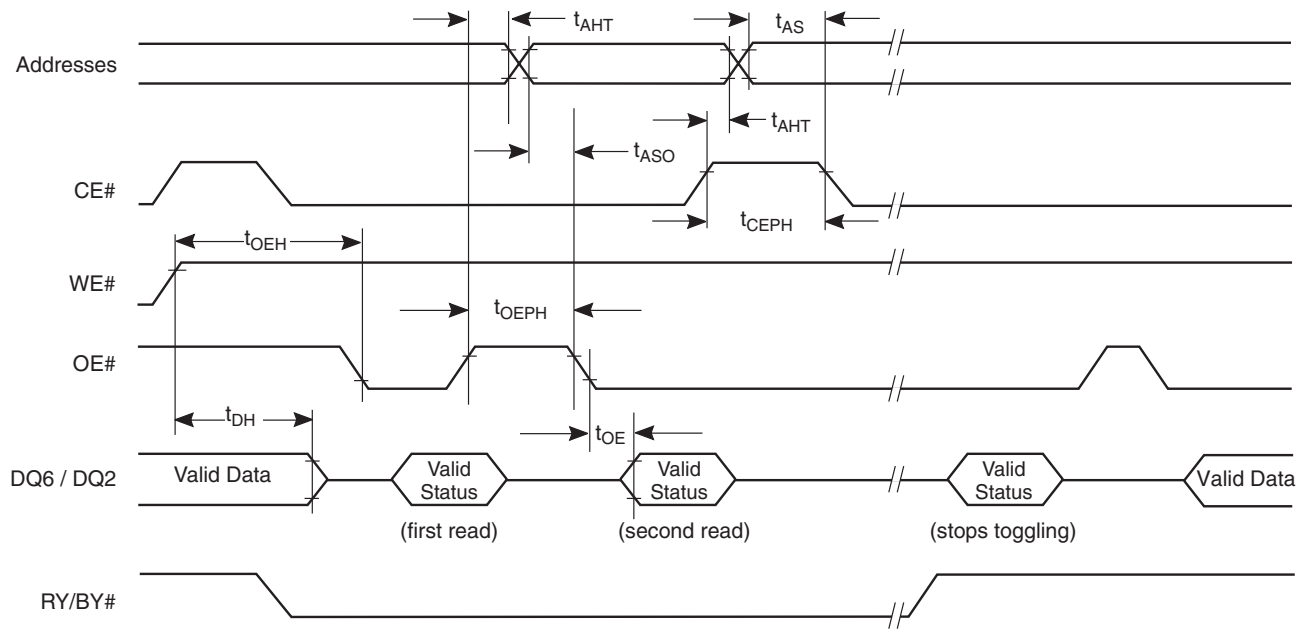 tAHT
tAS
Addresses
tAHT
tASO
CE#
tCEPH
tOEH
WE#
tOEPH
OE#
tDH
tOE
DQ6 / DQ2
Valid Data
Valid
Status
Valid
Status
Valid
Status
Valid Data
(first read)
(second read)
(stops toggling)
RY/BY#